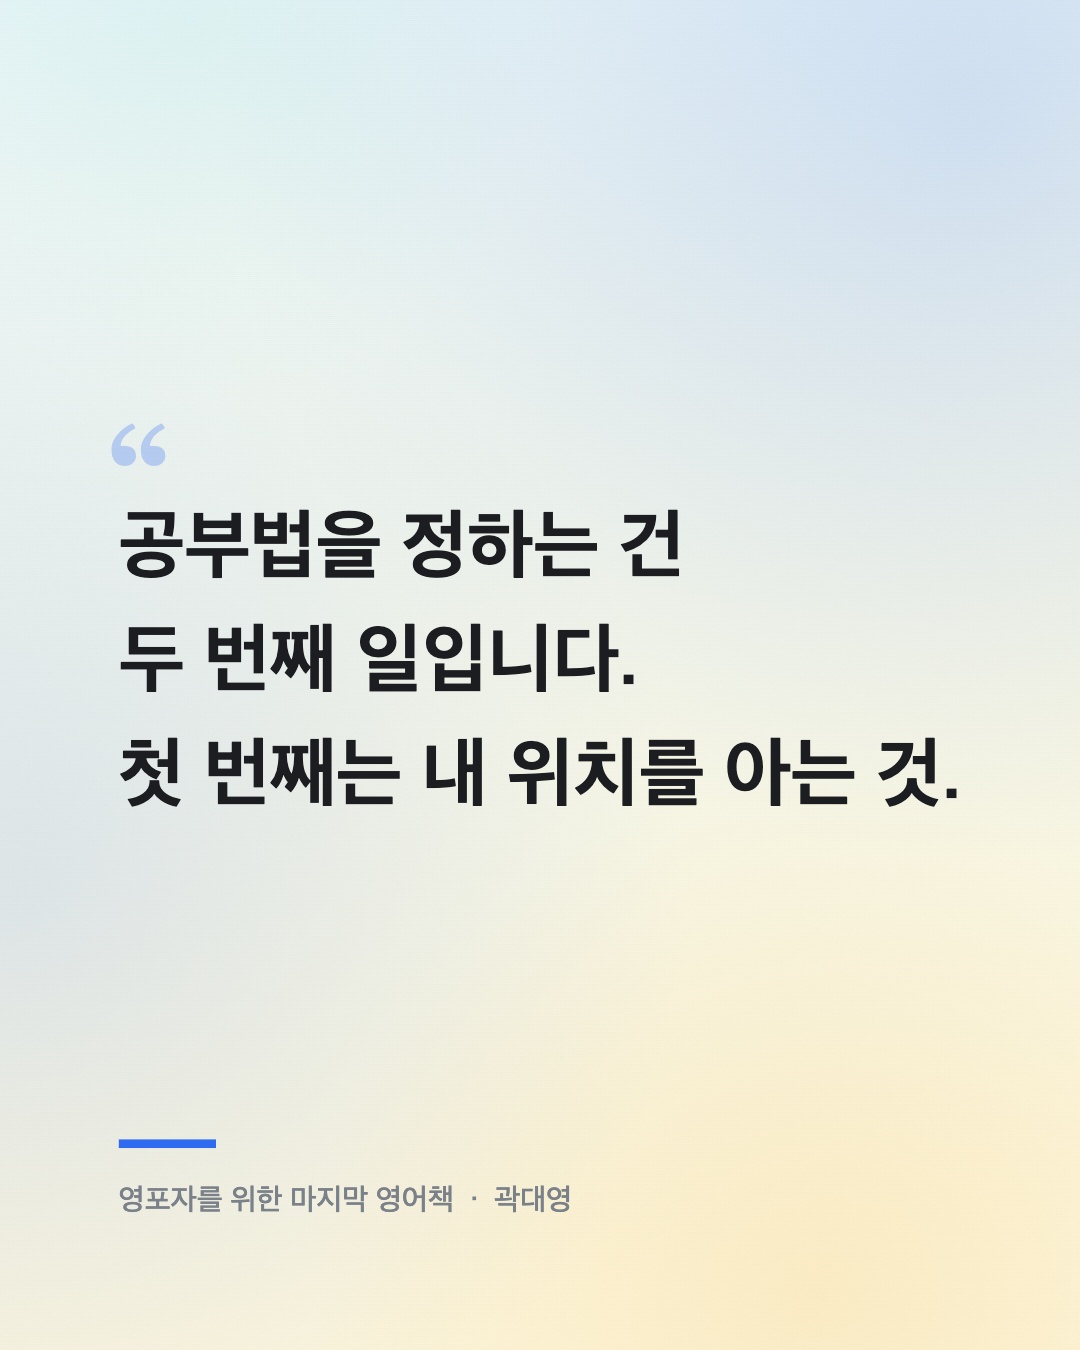 “
공부법을 정하는 건
두 번째 일입니다.
첫 번째는 내 위치를 아는 것.
영포자를 위한 마지막 영어책 · 곽대영